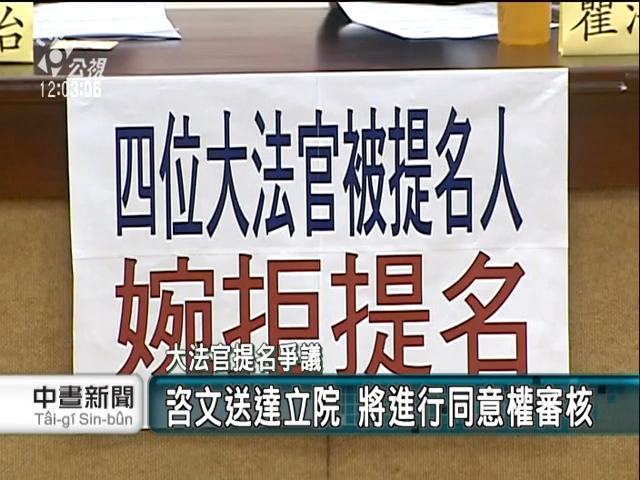 治
瞿
公視
12:03:06
四位大法官被提名人
婉拒提名
大法官提名爭議
中晝新聞
Tâi-gí Sin-bûn
咨文送達立院 將進行同意權審核